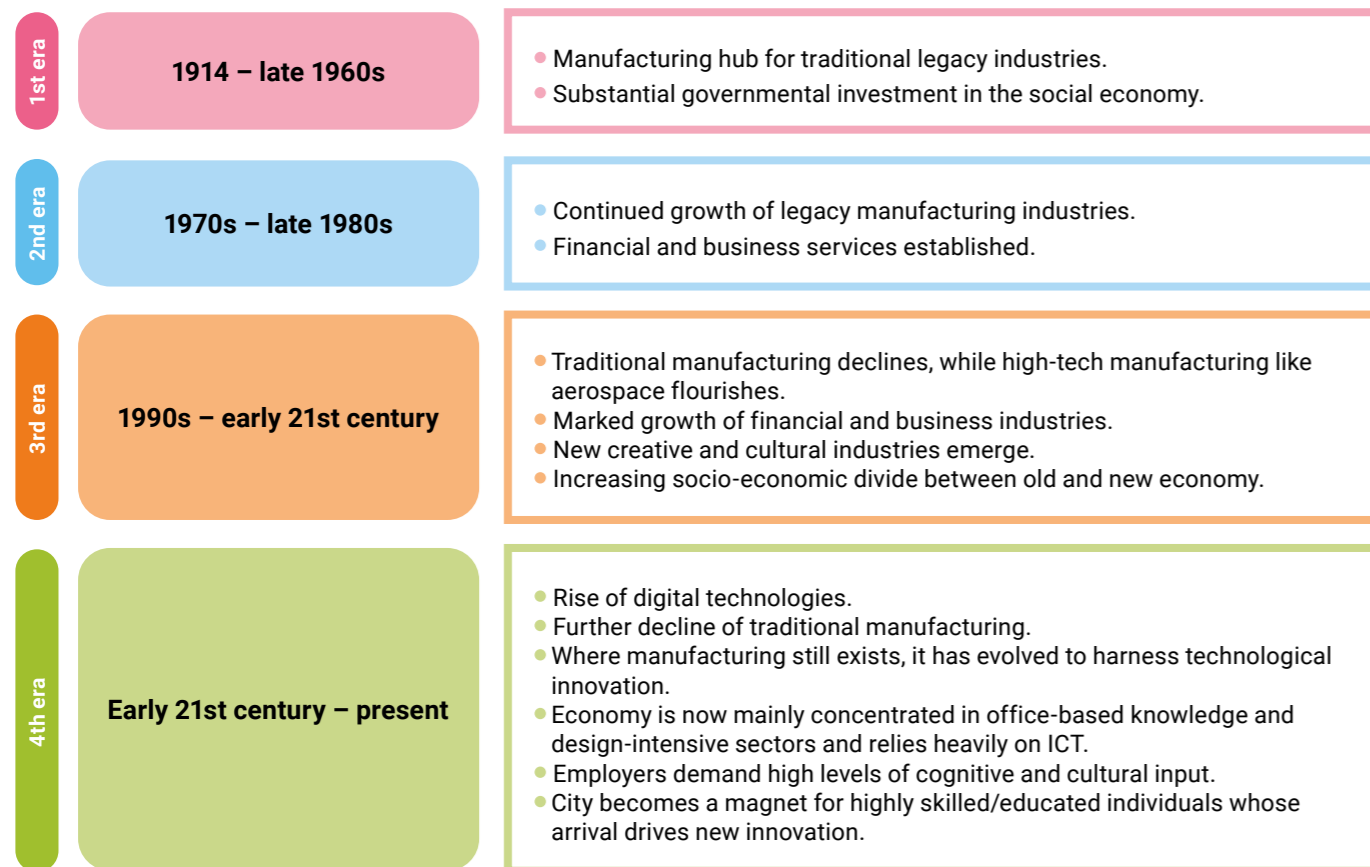 1st era
1914 – late 1960s
Manufacturing hub for traditional legacy industries.
Substantial governmental investment in the social economy.
2nd era
1970s – late 1980s
Continued growth of legacy manufacturing industries.
Financial and business services established.
3rd era
1990s – early 21st century
Traditional manufacturing declines, while high-tech manufacturing like
aerospace flourishes.
Marked growth of financial and business industries.
New creative and cultural industries emerge.
Increasing socio-economic divide between old and new economy.
4th era
Early 21st century – present
Rise of digital technologies.
Further decline of traditional manufacturing.
Where manufacturing still exists, it has evolved to harness technological
innovation.
Economy is now mainly concentrated in office-based knowledge and
design-intensive sectors and relies heavily on ICT.
Employers demand high levels of cognitive and cultural input.
City becomes a magnet for highly skilled/educated individuals whose
arrival drives new innovation.